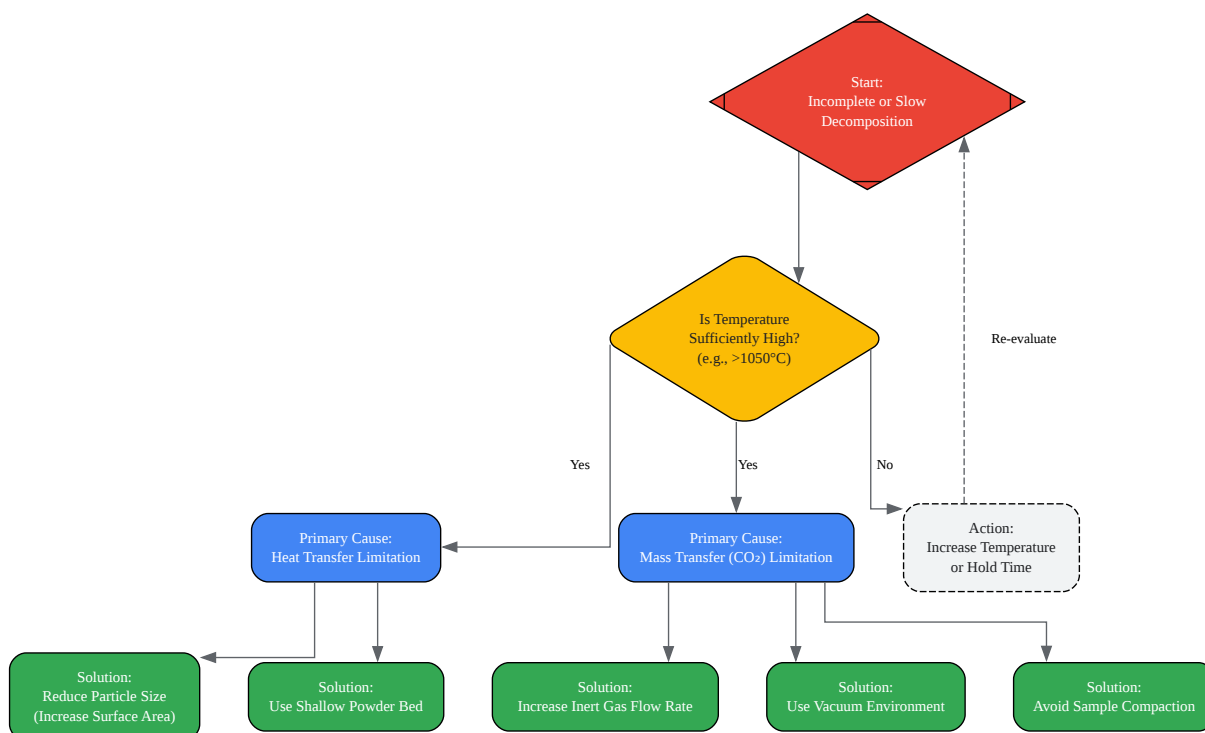 Start:
Incomplete or Slow
Decomposition
Is Temperature
Sufficiently High?
(e.g., >1050°C)
Re-evaluate
Yes
Yes
No
Primary Cause:
Heat Transfer Limitation
Primary Cause:
Mass Transfer (CO₂) Limitation
Action:
Increase Temperature
or Hold Time
Solution:
Reduce Particle Size
(Increase Surface Area)
Solution:
Use Shallow Powder Bed
Solution:
Increase Inert Gas Flow Rate
Solution:
Use Vacuum Environment
Solution:
Avoid Sample Compaction